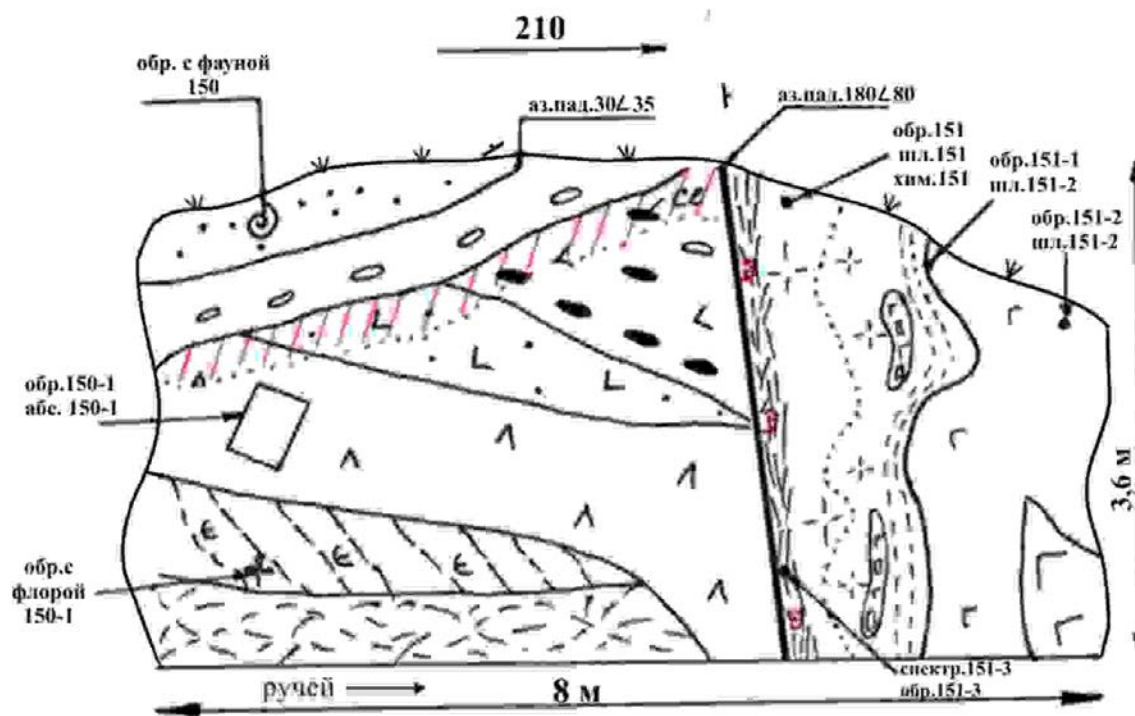 210
обр. с фауной
150
аз.пад.30∠35
аз.пад.180∠80
обр.151
шл.151
хим.151
обр.151-1
шл.151-2
обр.151-2
шл.151-2
обр.150-1
абс. 150-1
3,6 м
обр.с
флорой
150-1
спектр.151-3
обр.151-3
ручей
8 м